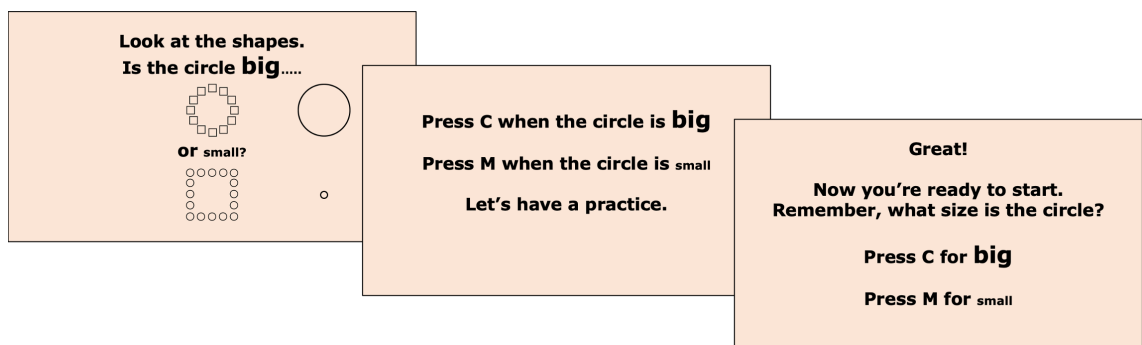 Look at the shapes.
Is the circle big.....
or small?
Press C when the circle is big
Press M when the circle is small
Let's have a practice.
Great!
Now you're ready to start.
Remember, what size is the circle?
Press C for big
Press M for small